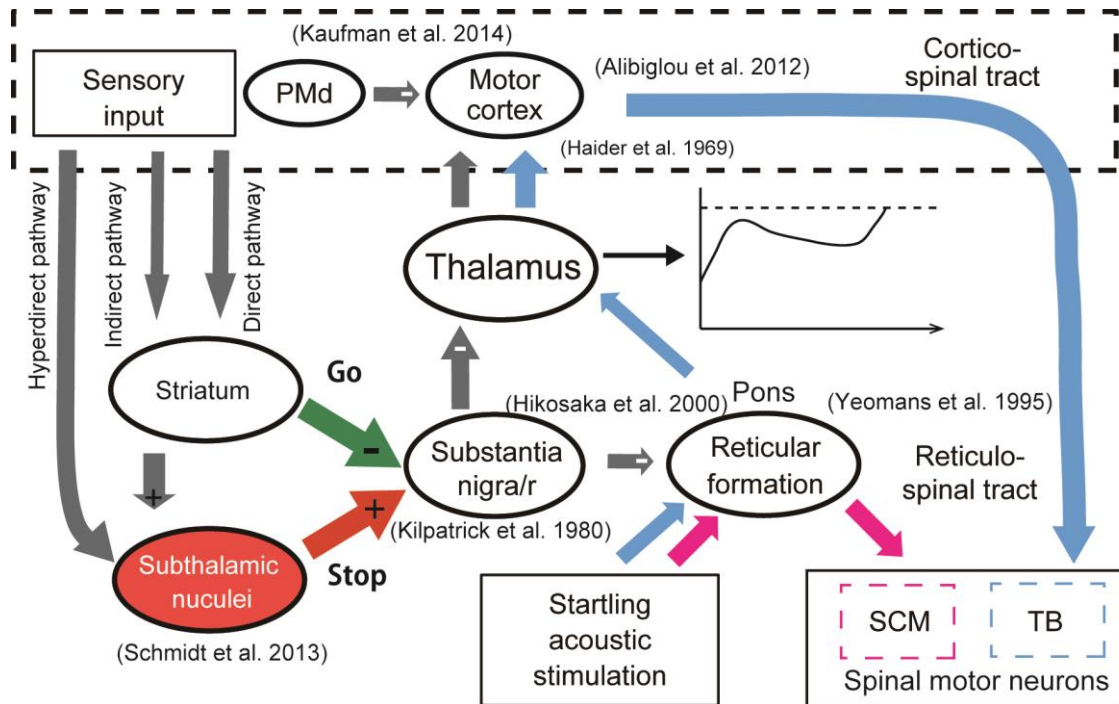 (Kaufman et al. 2014)
Sensory
input
PMd
-
Motor
cortex
(Alibiglou et al. 2012)
Cortico-
spinal tract
(Haider et al. 1969)
Hyperdirect pathway
Indirect pathway
Direct pathway
Thalamus
Striatum
Go
-
-
(Hikosaka et al. 2000)
Pons
(Yeomans et al. 1995)
Substantia
nigra/r
-
Reticular
formation
Reticulo-
spinal tract
+
+
(Kilpatrick et al. 1980)
Subthalamic
nuculei
Stop
(Schmidt et al. 2013)
Startling
acoustic
stimulation
SCM
TB
Spinal motor neurons